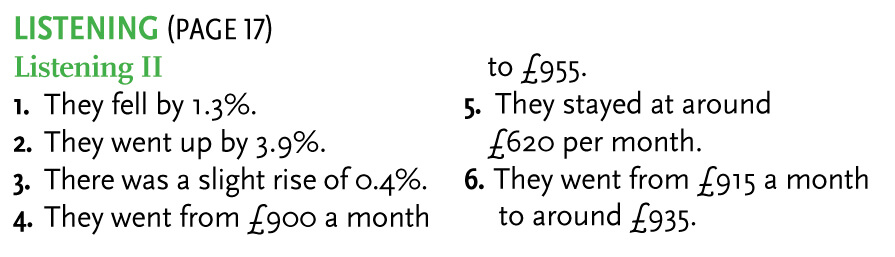 LISTENING (PAGE 17)
Listening II
1. They fell by 1.3%.
2. They went up by 3.9%.
3. There was a slight rise of 0.4%.
4. They went from £900 a month
to £955.
5. They stayed at around
£620 per month.
6. They went from £915 a month
to around £935.